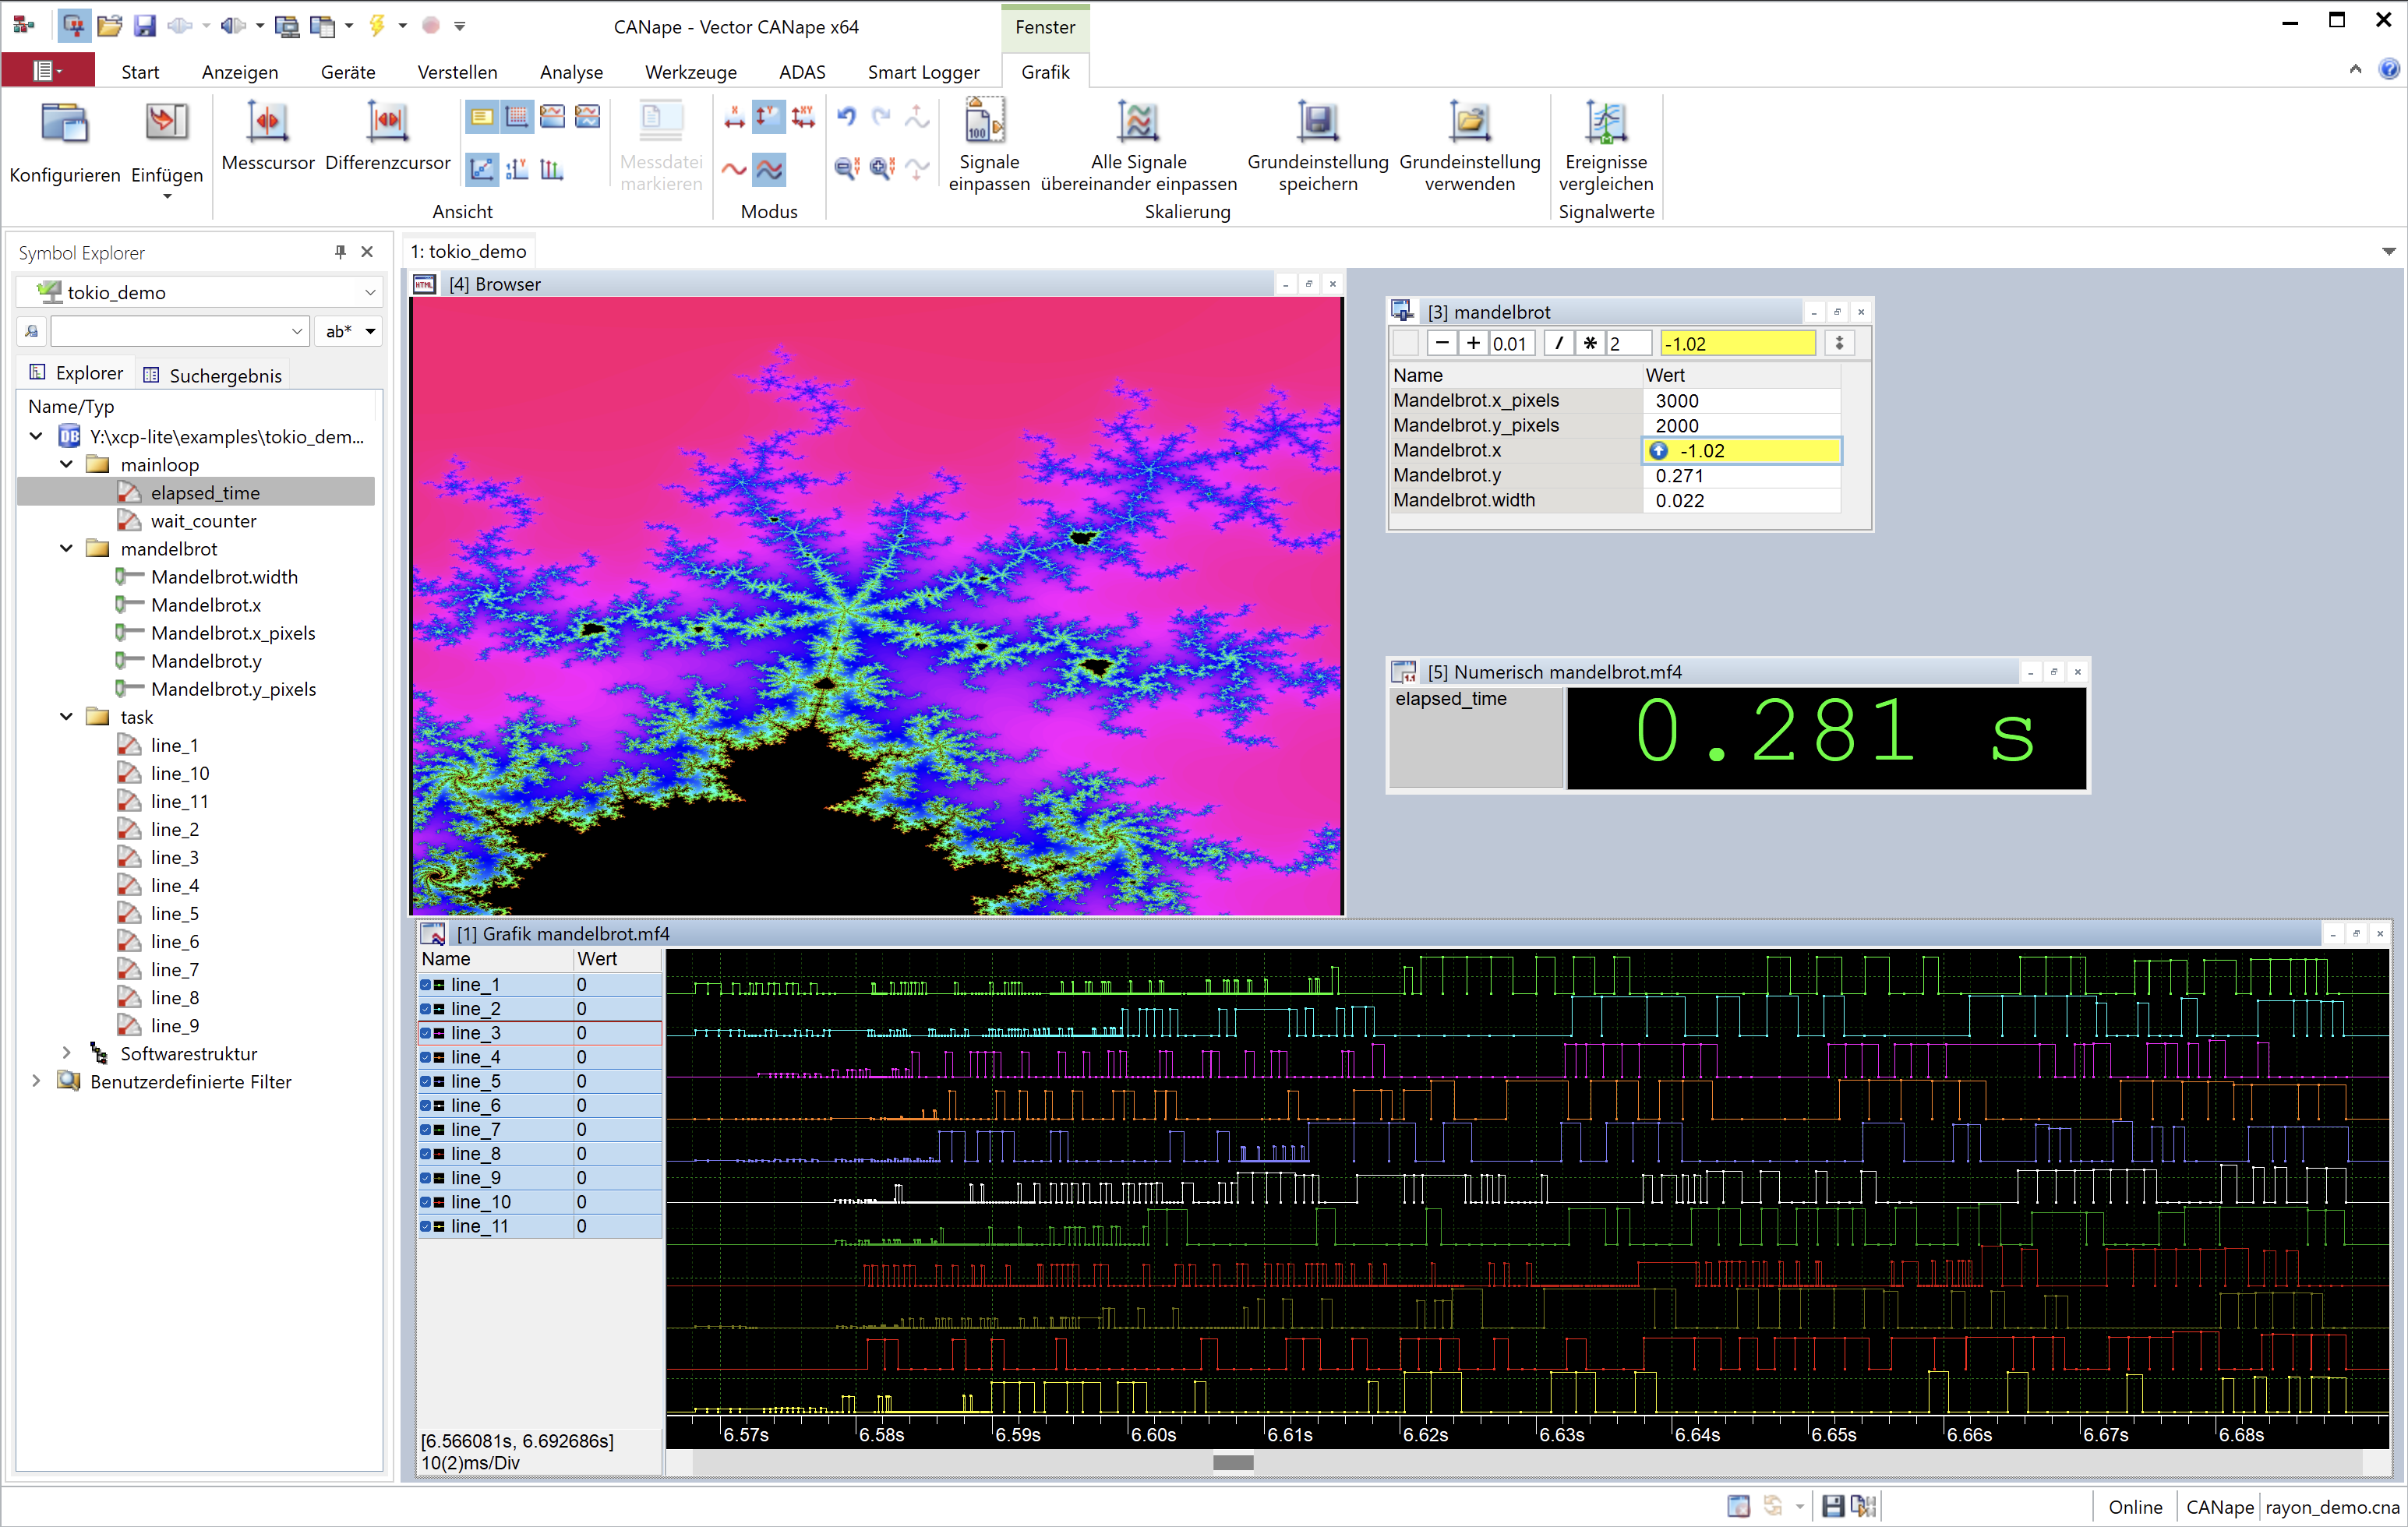 CANape - Vector CANape x64
Fenster
Start
Anzeigen
Geräte
Verstellen
Analyse
Werkzeuge
ADAS
Smart Logger
Grafik
Konfigurieren
Einfügen
Messcursor
Differenzcursor
Messdatei
markieren
Signale
einpassen
Alle Signale
übereinander einpassen
Grundeinstellung
speichern
Grundeinstellung
verwenden
Ereignisse
vergleichen
Ansicht
Modus
Skalierung
Signalwerte
Symbol Explorer
tokio_demo
ab*
Explorer
Suchergebnis
Name/Typ
DB Y:\xcp-lite\examples\tokio_dem...
mainloop
elapsed_time
wait_counter
mandelbrot
Mandelbrot.width
Mandelbrot.x
Mandelbrot.x_pixels
Mandelbrot.y
Mandelbrot.y_pixels
task
line_1
line_10
line_11
line_2
line_3
line_4
line_5
line_6
line_7
line_8
line_9
Softwarestruktur
Benutzerdefinierte Filter
1: tokio_demo
HTML [4] Browser
[3] mandelbrot
− + 0.01 / * 2 -1.02
Name Wert
Mandelbrot.x_pixels 3000
Mandelbrot.y_pixels 2000
Mandelbrot.x -1.02
Mandelbrot.y 0.271
Mandelbrot.width 0.022
[5] Numerisch mandelbrot.mf4
elapsed_time 0.281 s
[1] Grafik mandelbrot.mf4
Name Wert
line_1 0
line_2 0
line_3 0
line_4 0
line_5 0
line_6 0
line_7 0
line_8 0
line_9 0
line_10 0
line_11 0
[6.566081s, 6.692686s]
10(2)ms/Div
6.57s 6.58s 6.59s 6.60s 6.61s 6.62s 6.63s 6.64s 6.65s 6.66s 6.67s 6.68s
Online
CANape
rayon_demo.cna